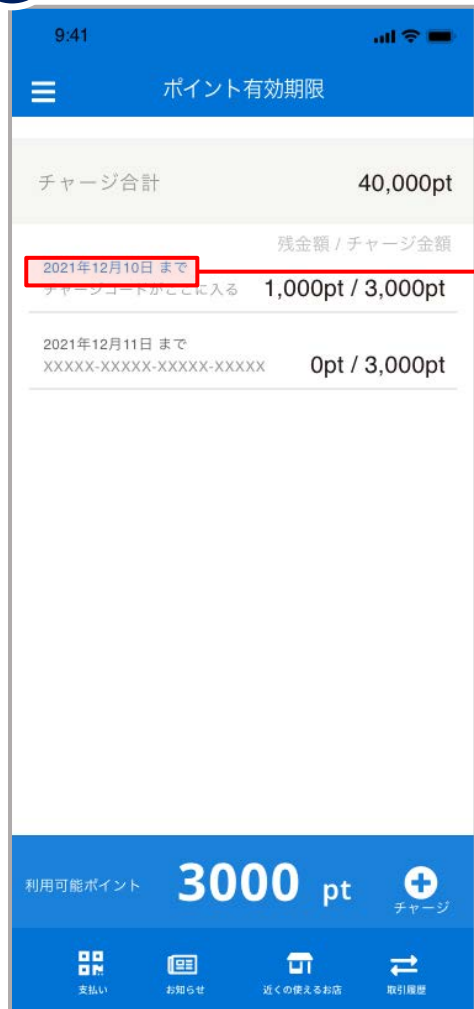 9:41
ポイント有効期限
チャージ合計 40,000pt
残金額 / チャージ金額
2021年12月10日 まで
チャージコードがここに入る 1,000pt / 3,000pt
2021年12月11日 まで
XXXXX-XXXXX-XXXXX-XXXXX 0pt / 3,000pt
利用可能ポイント 3000 pt
チャージ
支払い お知らせ 近くの使えるお店 取引履歴